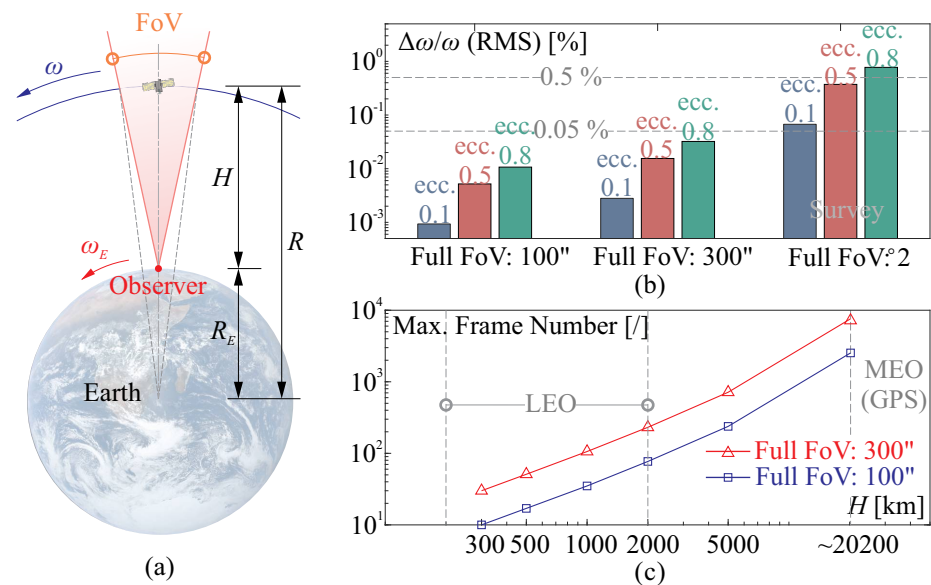 FoV
ω
H
R
ω_E
Observer
R_E
Earth
(a)
Δω/ω (RMS) [%]
10^0
10^-1
10^-2
10^-3
0.5 %
0.05 %
ecc. 0.1
ecc. 0.5
ecc. 0.8
ecc. 0.1
ecc. 0.5
ecc. 0.8
ecc. 0.1
ecc. 0.5
ecc. 0.8
Survey
Full FoV: 100" Full FoV: 300" Full FoV:°2
(b)
Max. Frame Number [/]
10^4
10^3
10^2
10^1
LEO
MEO
(GPS)
Full FoV: 300"
Full FoV: 100"
H [km]
300 500 1000 2000 5000 ~20200
(c)